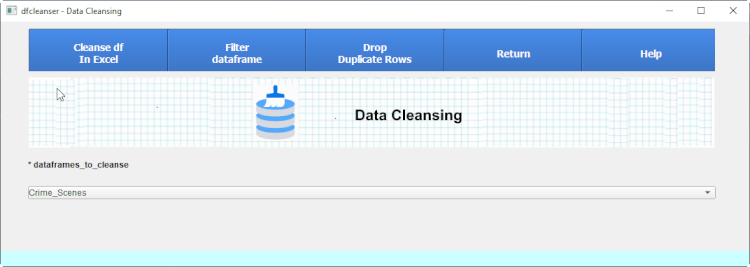 dfcleanser - Data Cleansing
Cleanse df
In Excel
Filter
dataframe
Drop
Duplicate Rows
Return
Help
Data Cleansing
* dataframes_to_cleanse
Crime_Scenes